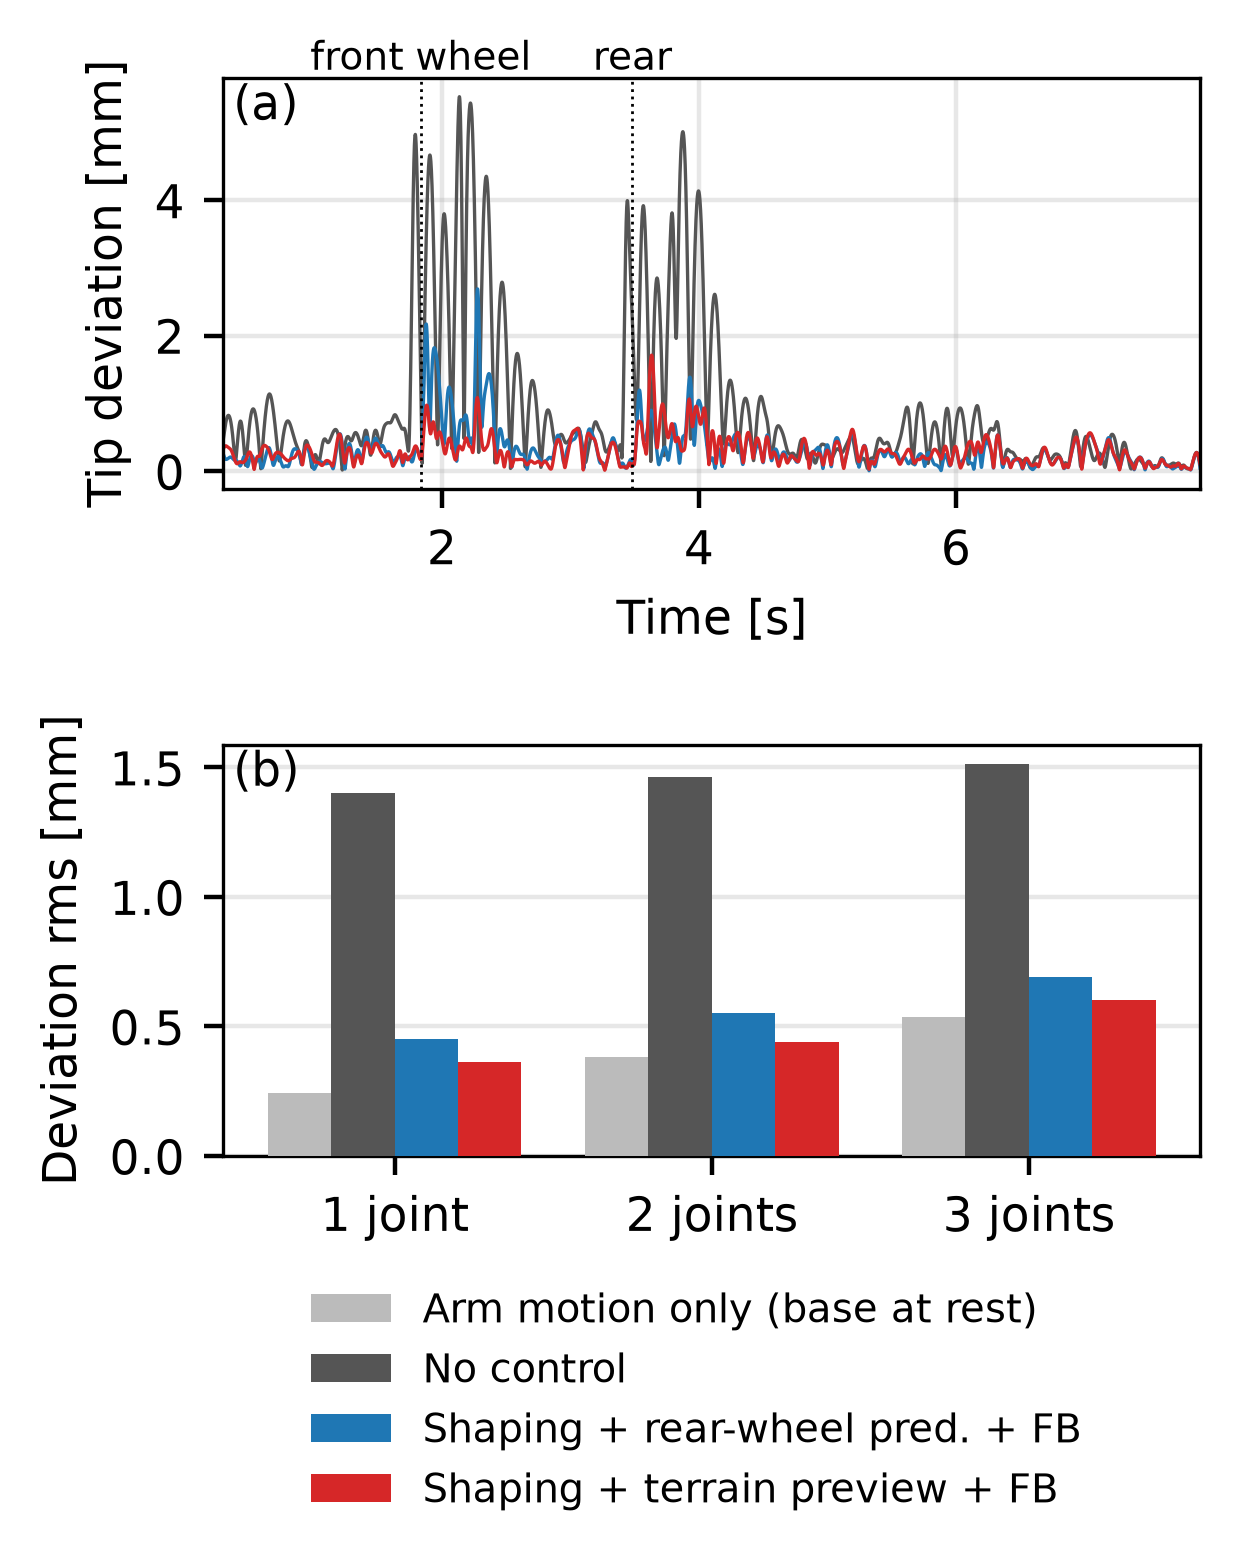 front wheel rear
(a)
Tip deviation [mm]
4
2
0
2 4 6
Time [s]
(b)
Deviation rms [mm]
1.5
1.0
0.5
0.0
1 joint 2 joints 3 joints
Arm motion only (base at rest)
No control
Shaping + rear-wheel pred. + FB
Shaping + terrain preview + FB